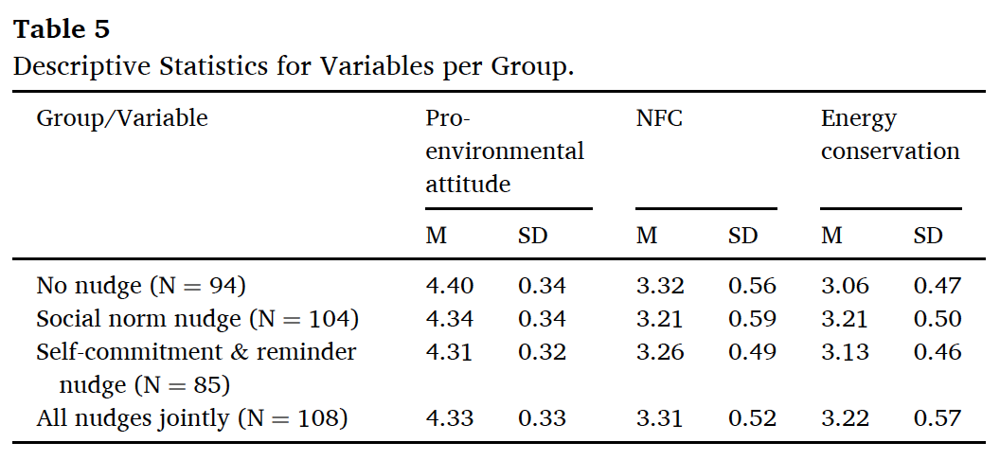 Table 5
Descriptive Statistics for Variables per Group.
Group/Variable Pro- NFC Energy
environmental conservation
attitude
M SD M SD M SD
No nudge (N = 94) 4.40 0.34 3.32 0.56 3.06 0.47
Social norm nudge (N = 104) 4.34 0.34 3.21 0.59 3.21 0.50
Self-commitment & reminder 4.31 0.32 3.26 0.49 3.13 0.46
nudge (N = 85)
All nudges jointly (N = 108) 4.33 0.33 3.31 0.52 3.22 0.57